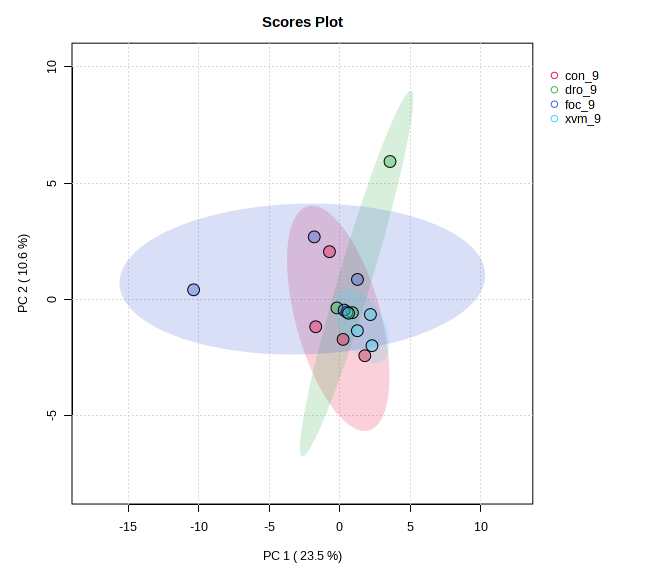 Scores Plot
con_9
dro_9
foc_9
xvm_9
10
5
0
-5
PC 2 ( 10.6 %)
-15
-10
-5
0
5
10
PC 1 ( 23.5 %)